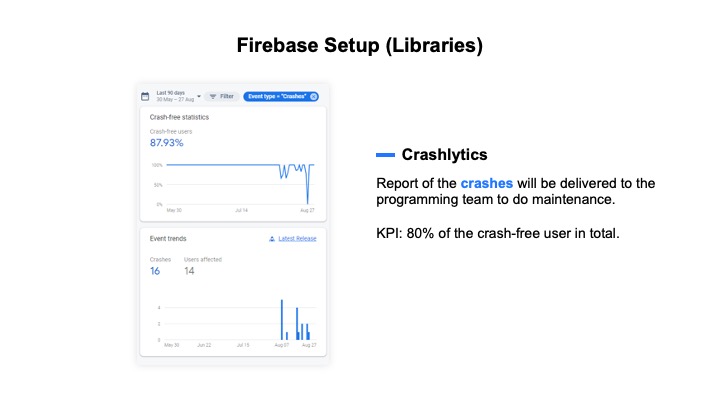 Firebase Setup (Libraries)
Last 90 days
30 May – 27 Aug
Filter
Event type = "Crashes"
Crash-free statistics
Crash-free users
87.93%
100%
50%
0%
May 30 Jul 14 Aug 27
Event trends
Latest Release
Crashes Users affected
16 14
4
2
0
May 30 Jun 22 Jul 15 Aug 07 Aug 27
Crashlytics
Report of the crashes will be delivered to the
programming team to do maintenance.
KPI: 80% of the crash-free user in total.